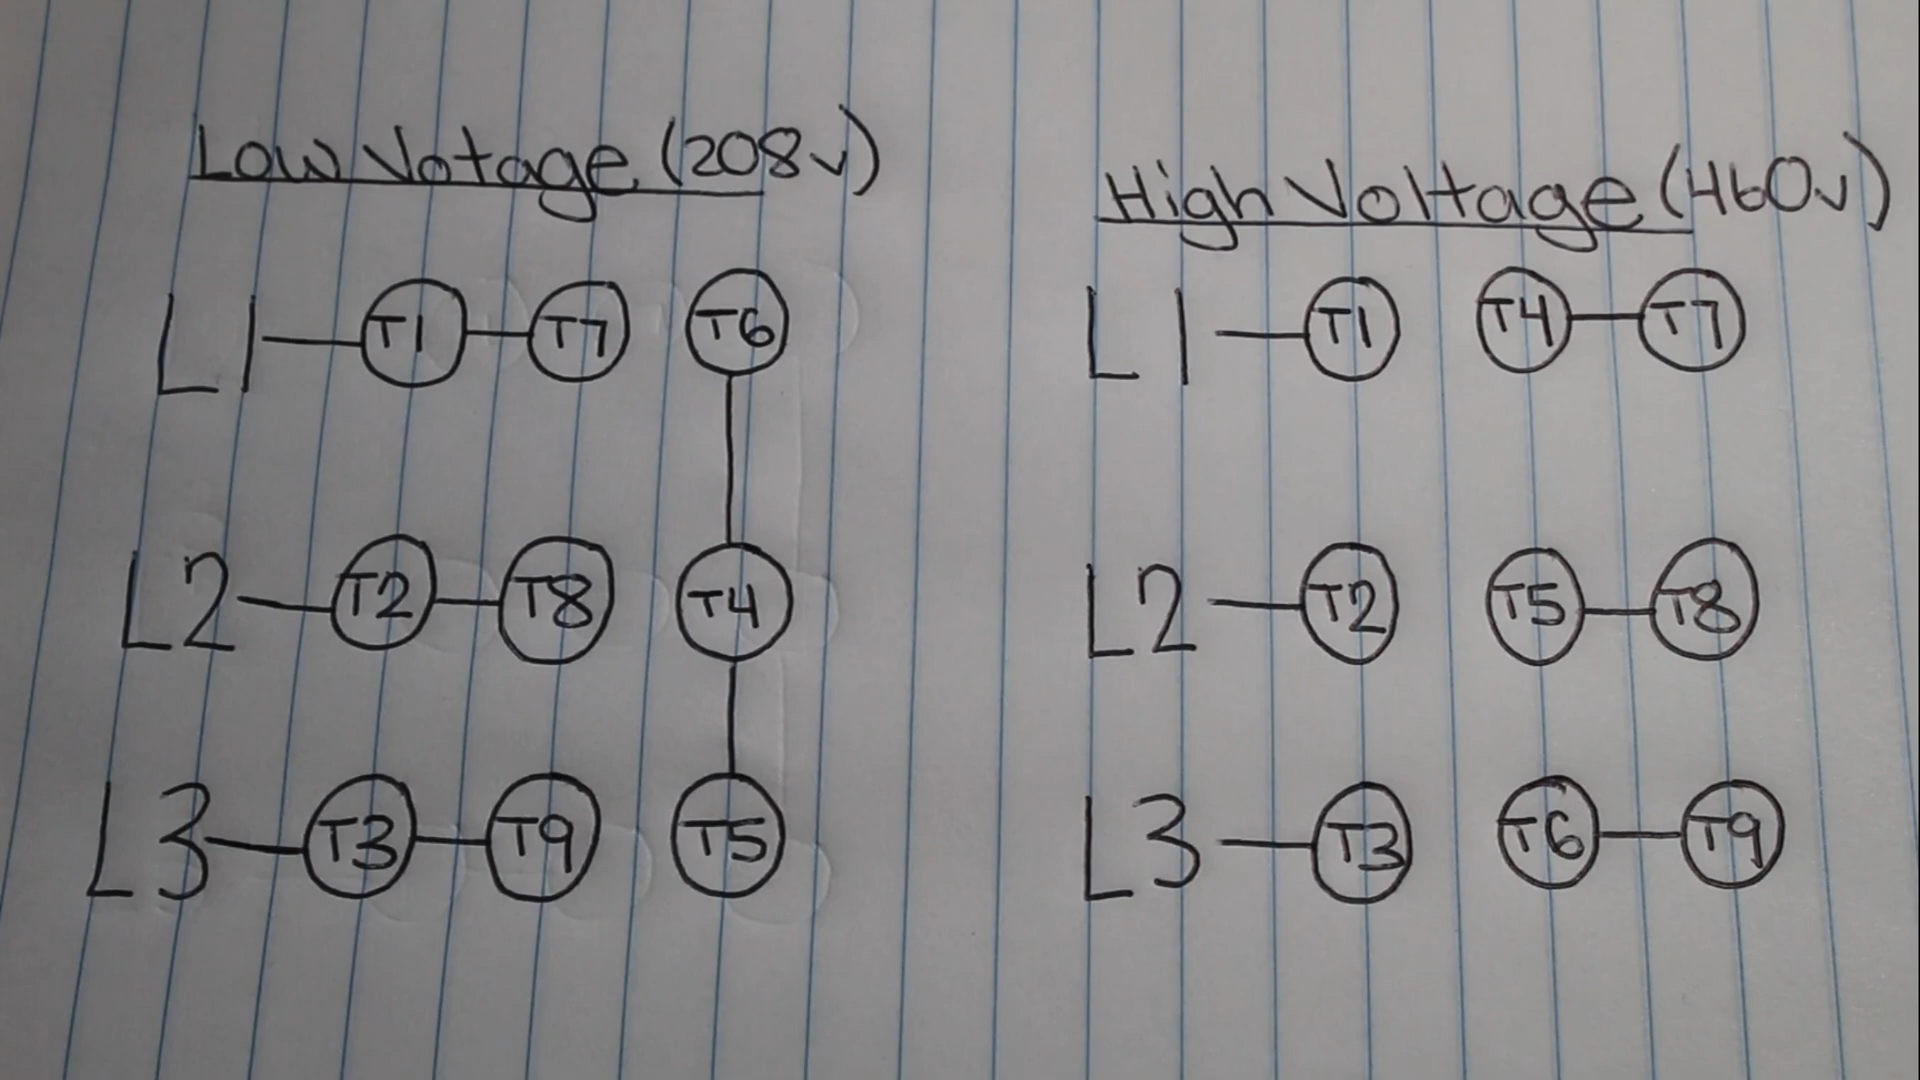 Low Votage (208v)
L1 T1 T7 T6
L2 T2 T8 T4
L3 T3 T9 T5
High Voltage (460v)
L1 T1 T4 T7
L2 T2 T5 T8
L3 T3 T6 T9